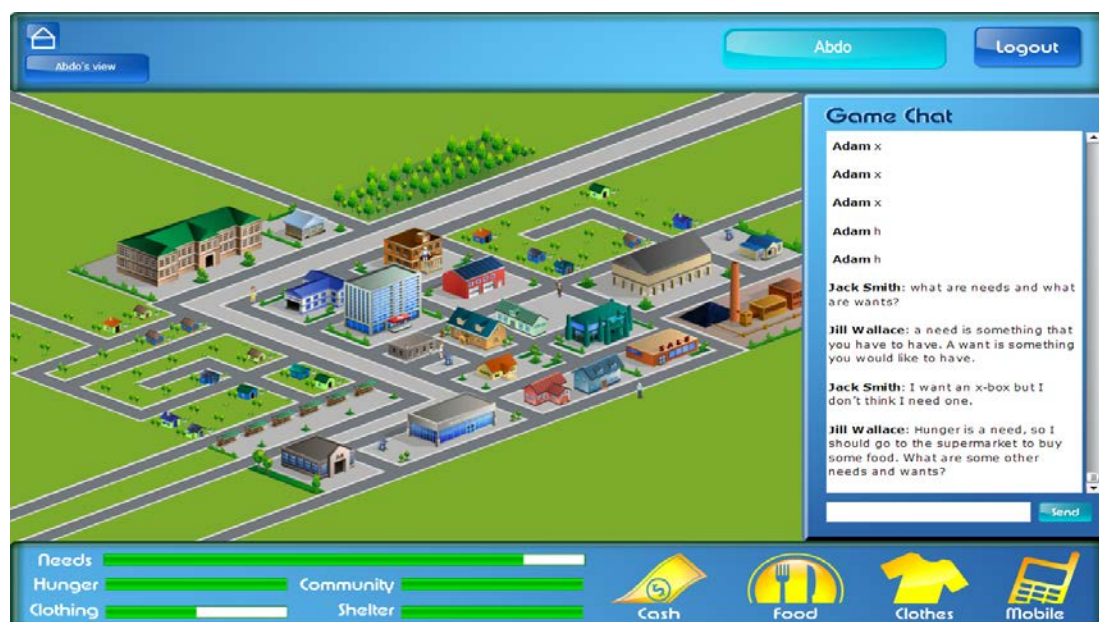 Abdo's view
Abdo
Logout
Game Chat
Adam x
Adam x
Adam x
Adam h
Adam h
Jack Smith: what are needs and what
are wants?
Jill Wallace: a need is something that
you have to have. A want is something
you would like to have.
Jack Smith: I want an x-box but I
don't think I need one.
Jill Wallace: Hunger is a need, so I
should go to the supermarket to buy
some food. What are some other
needs and wants?
Send
SALE
Needs
Hunger
Community
Clothing
Shelter
Cash
Food
Clothes
Mobile